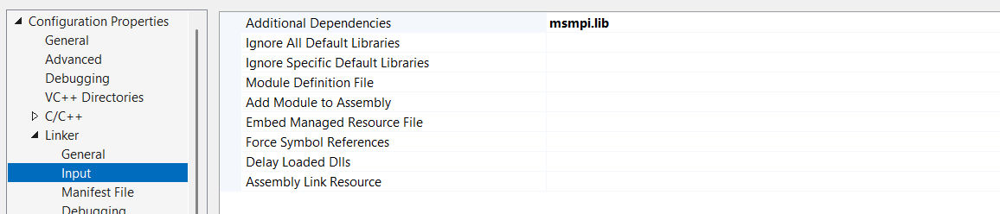 Configuration Properties
General
Advanced
Debugging
VC++ Directories
C/C++
Linker
General
Input
Manifest File
Debugging
Additional Dependencies msmpi.lib
Ignore All Default Libraries
Ignore Specific Default Libraries
Module Definition File
Add Module to Assembly
Embed Managed Resource File
Force Symbol References
Delay Loaded Dlls
Assembly Link Resource